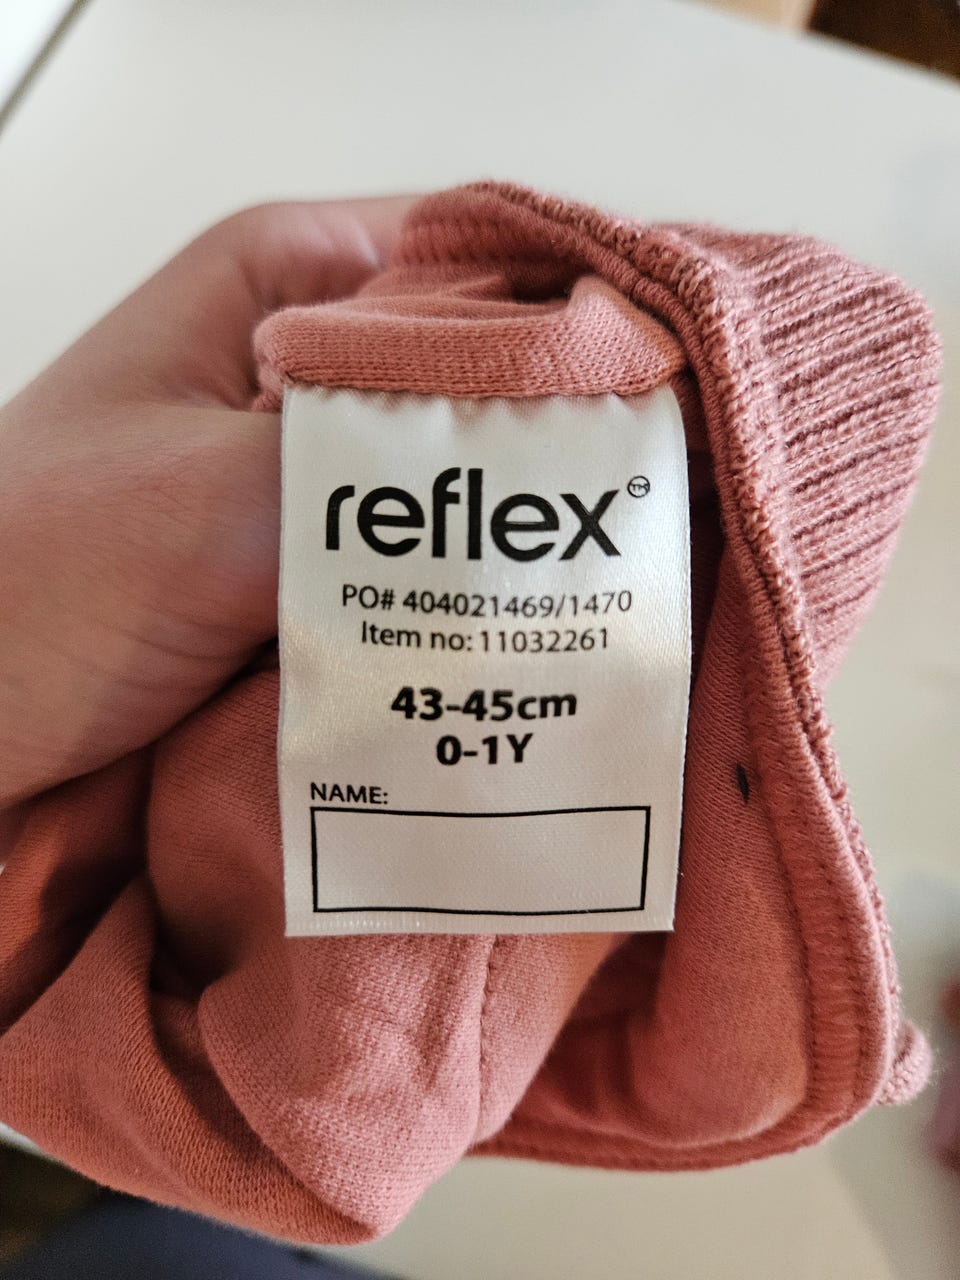 reflex™
PO# 404021469/1470
Item no: 11032261
43-45cm
0-1Y
NAME: